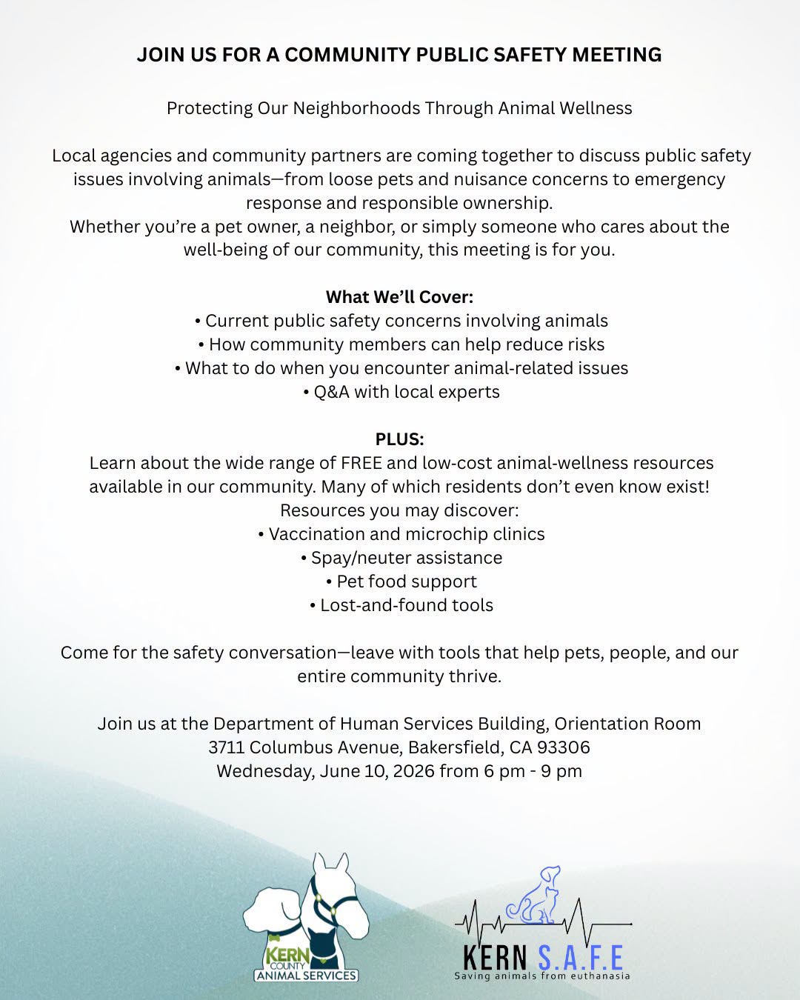 JOIN US FOR A COMMUNITY PUBLIC SAFETY MEETING
Protecting Our Neighborhoods Through Animal Wellness
Local agencies and community partners are coming together to discuss public safety
issues involving animals—from loose pets and nuisance concerns to emergency
response and responsible ownership.
Whether you’re a pet owner, a neighbor, or simply someone who cares about the
well-being of our community, this meeting is for you.
What We’ll Cover:
• Current public safety concerns involving animals
• How community members can help reduce risks
• What to do when you encounter animal-related issues
• Q&A with local experts
PLUS:
Learn about the wide range of FREE and low-cost animal-wellness resources
available in our community. Many of which residents don’t even know exist!
Resources you may discover:
• Vaccination and microchip clinics
• Spay/neuter assistance
• Pet food support
• Lost-and-found tools
Come for the safety conversation—leave with tools that help pets, people, and our
entire community thrive.
Join us at the Department of Human Services Building, Orientation Room
3711 Columbus Avenue, Bakersfield, CA 93306
Wednesday, June 10, 2026 from 6 pm - 9 pm
KERN
COUNTY
ANIMAL SERVICES
KERN S.A.F.E
Saving animals from euthanasia